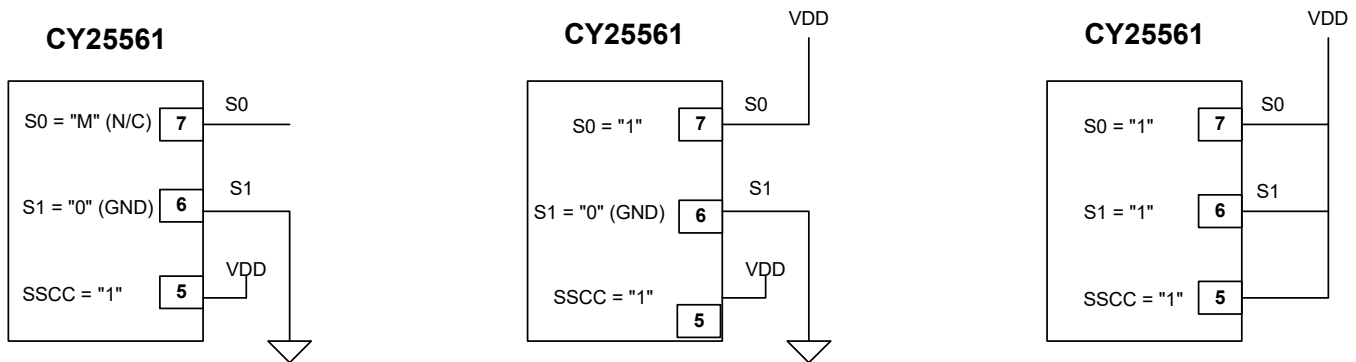 CY25561
S0 = "M" (N/C)
7
S0
S1 = "0" (GND)
6
S1
SSCC = "1"
5
VDD
CY25561
VDD
S0 = "1"
7
S0
S1 = "0" (GND)
6
S1
SSCC = "1"
5
VDD
CY25561
VDD
S0 = "1"
7
S0
S1 = "1"
6
S1
SSCC = "1"
5